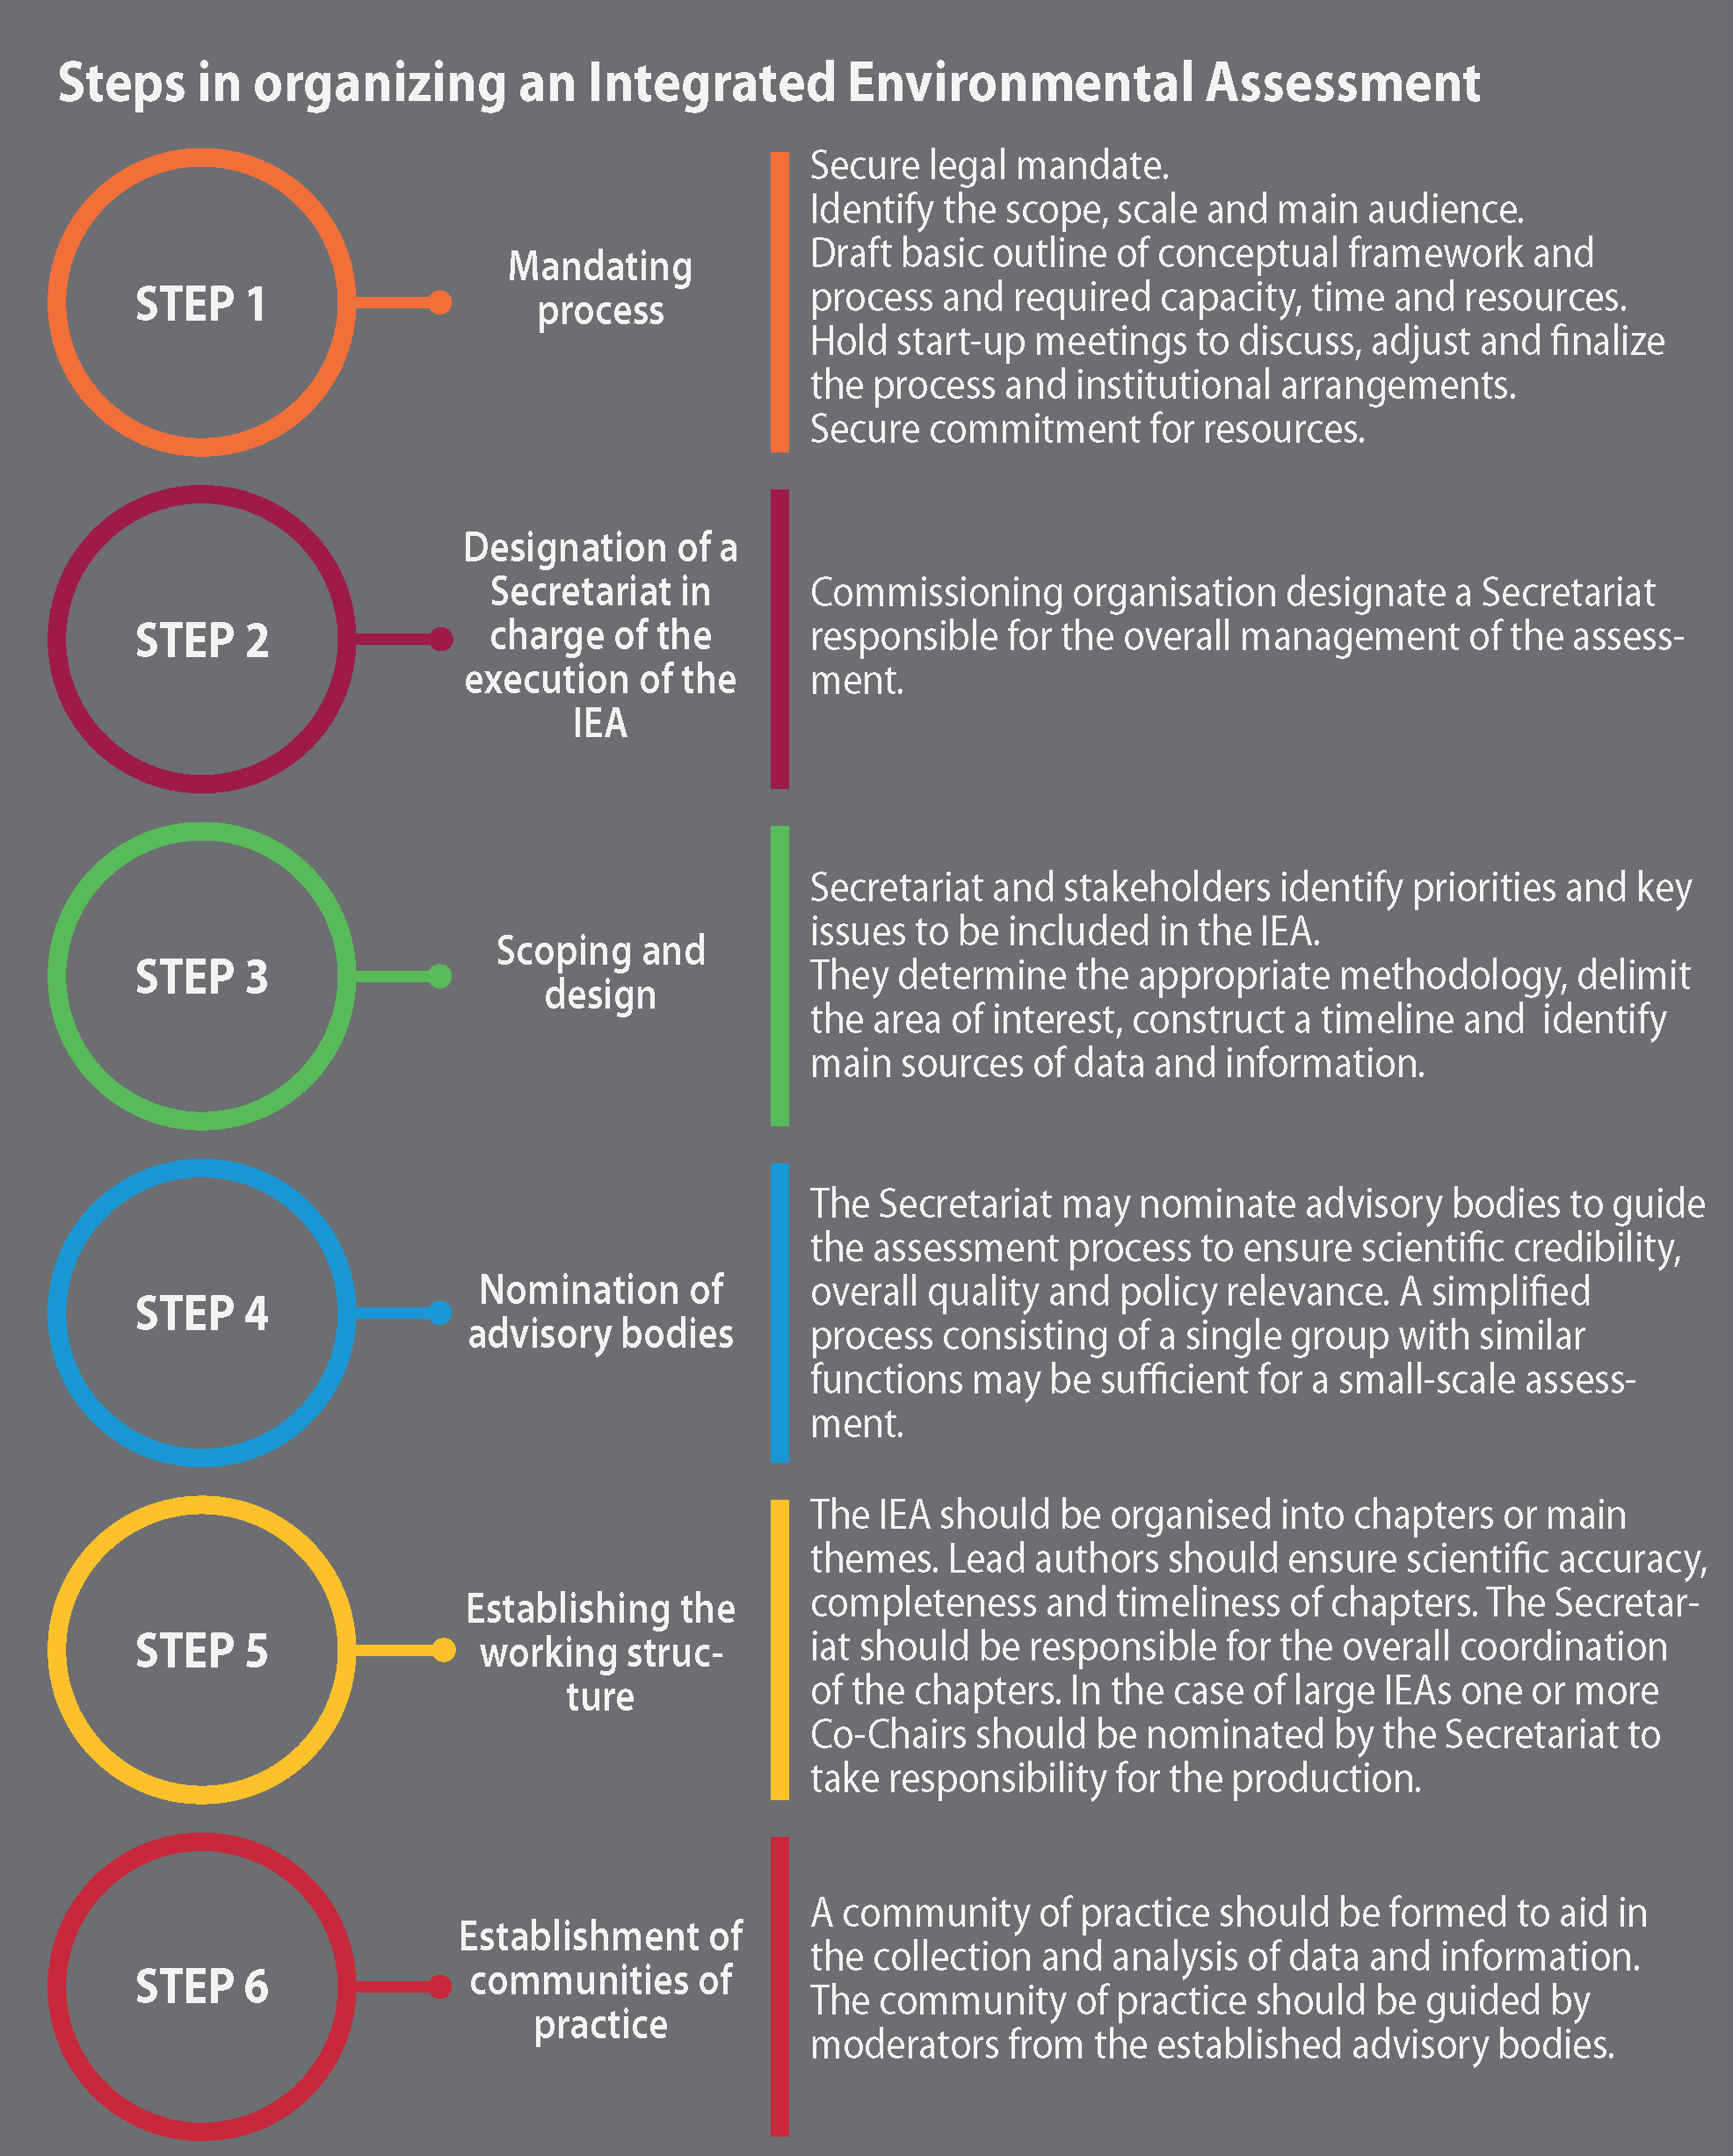 Steps in organizing an Integrated Environmental Assessment
STEP 1
Mandating
process
Secure legal mandate.
Identify the scope, scale and main audience.
Draft basic outline of conceptual framework and
process and required capacity, time and resources.
Hold start-up meetings to discuss, adjust and finalize
the process and institutional arrangements.
Secure commitment for resources.
STEP 2
Designation of a
Secretariat in
charge of the
execution of the
IEA
Commissioning organisation designate a Secretariat
responsible for the overall management of the assess-
ment.
STEP 3
Scoping and
design
Secretariat and stakeholders identify priorities and key
issues to be included in the IEA.
They determine the appropriate methodology, delimit
the area of interest, construct a timeline and  identify
main sources of data and information.
STEP 4
Nomination of
advisory bodies
The Secretariat may nominate advisory bodies to guide
the assessment process to ensure scientific credibility,
overall quality and policy relevance. A simplified
process consisting of a single group with similar
functions may be sufficient for a small-scale assess-
ment.
STEP 5
Establishing the
working struc-
ture
The IEA should be organised into chapters or main
themes. Lead authors should ensure scientific accuracy,
completeness and timeliness of chapters. The Secretar-
iat should be responsible for the overall coordination
of the chapters. In the case of large IEAs one or more
Co-Chairs should be nominated by the Secretariat to
take responsibility for the production.
STEP 6
Establishment of
communities of
practice
A community of practice should be formed to aid in
the collection and analysis of data and information.
The community of practice should be guided by
moderators from the established advisory bodies.